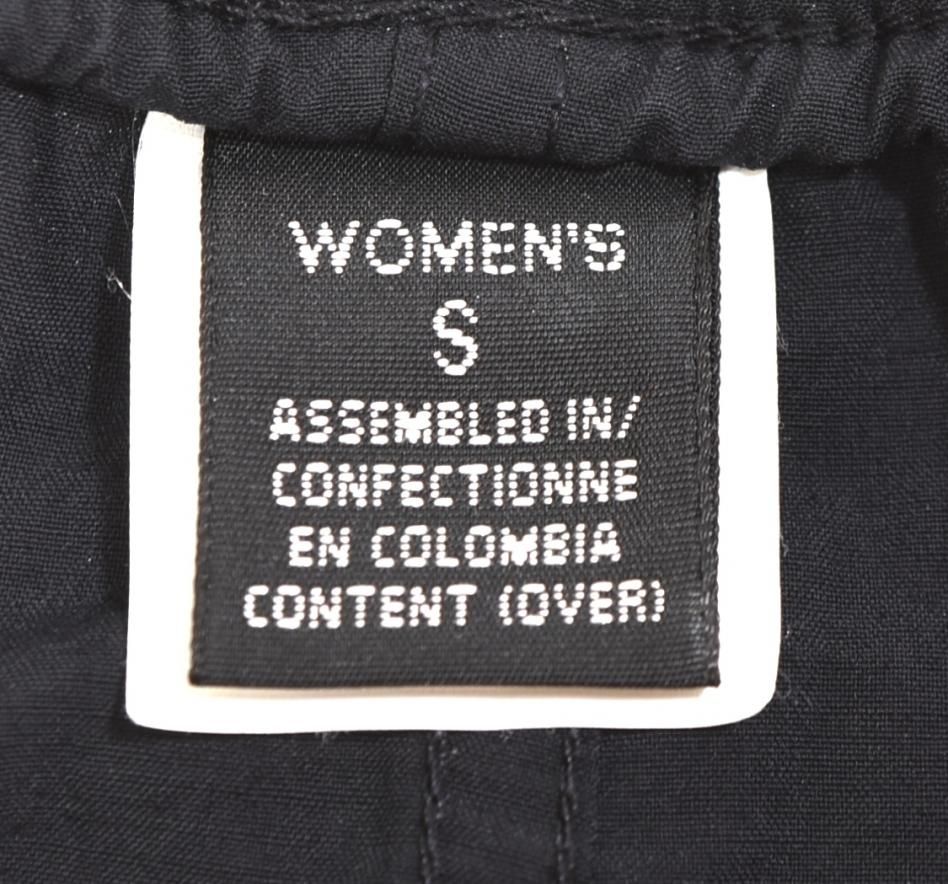 WOMEN'S
S
ASSEMBLED IN/
CONFECTIONNE
EN COLOMBIA
CONTENT (OVER)